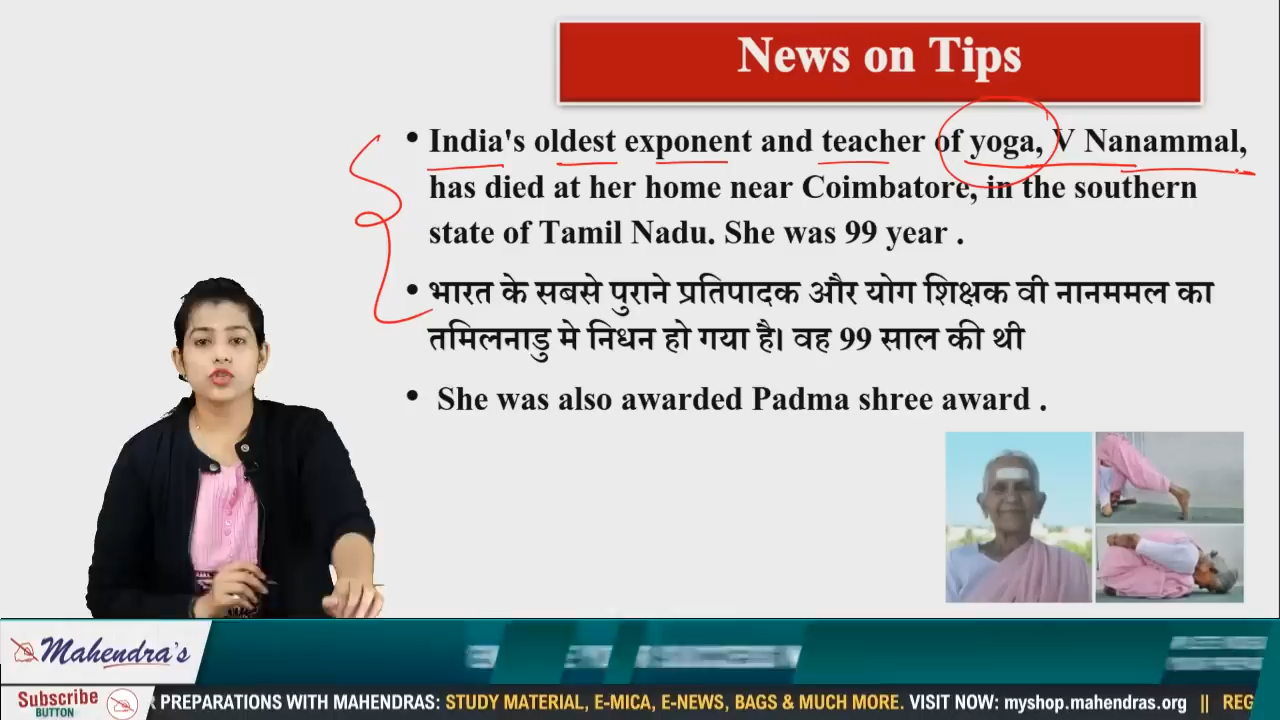 News on Tips
• India's oldest exponent and teacher of yoga, V Nanammal,
has died at her home near Coimbatore, in the southern
state of Tamil Nadu. She was 99 year .
• भारत के सबसे पुराने प्रतिपादक और योग शिक्षक वी नानममल का
तमिलनाडु मे निधन हो गया है। वह 99 साल की थी
• She was also awarded Padma shree award .
Mahendra's
Subscribe
BUTTON
PREPARATIONS WITH MAHENDRAS: STUDY MATERIAL, E-MICA, E-NEWS, BAGS & MUCH MORE. VISIT NOW: myshop.mahendras.org || REG